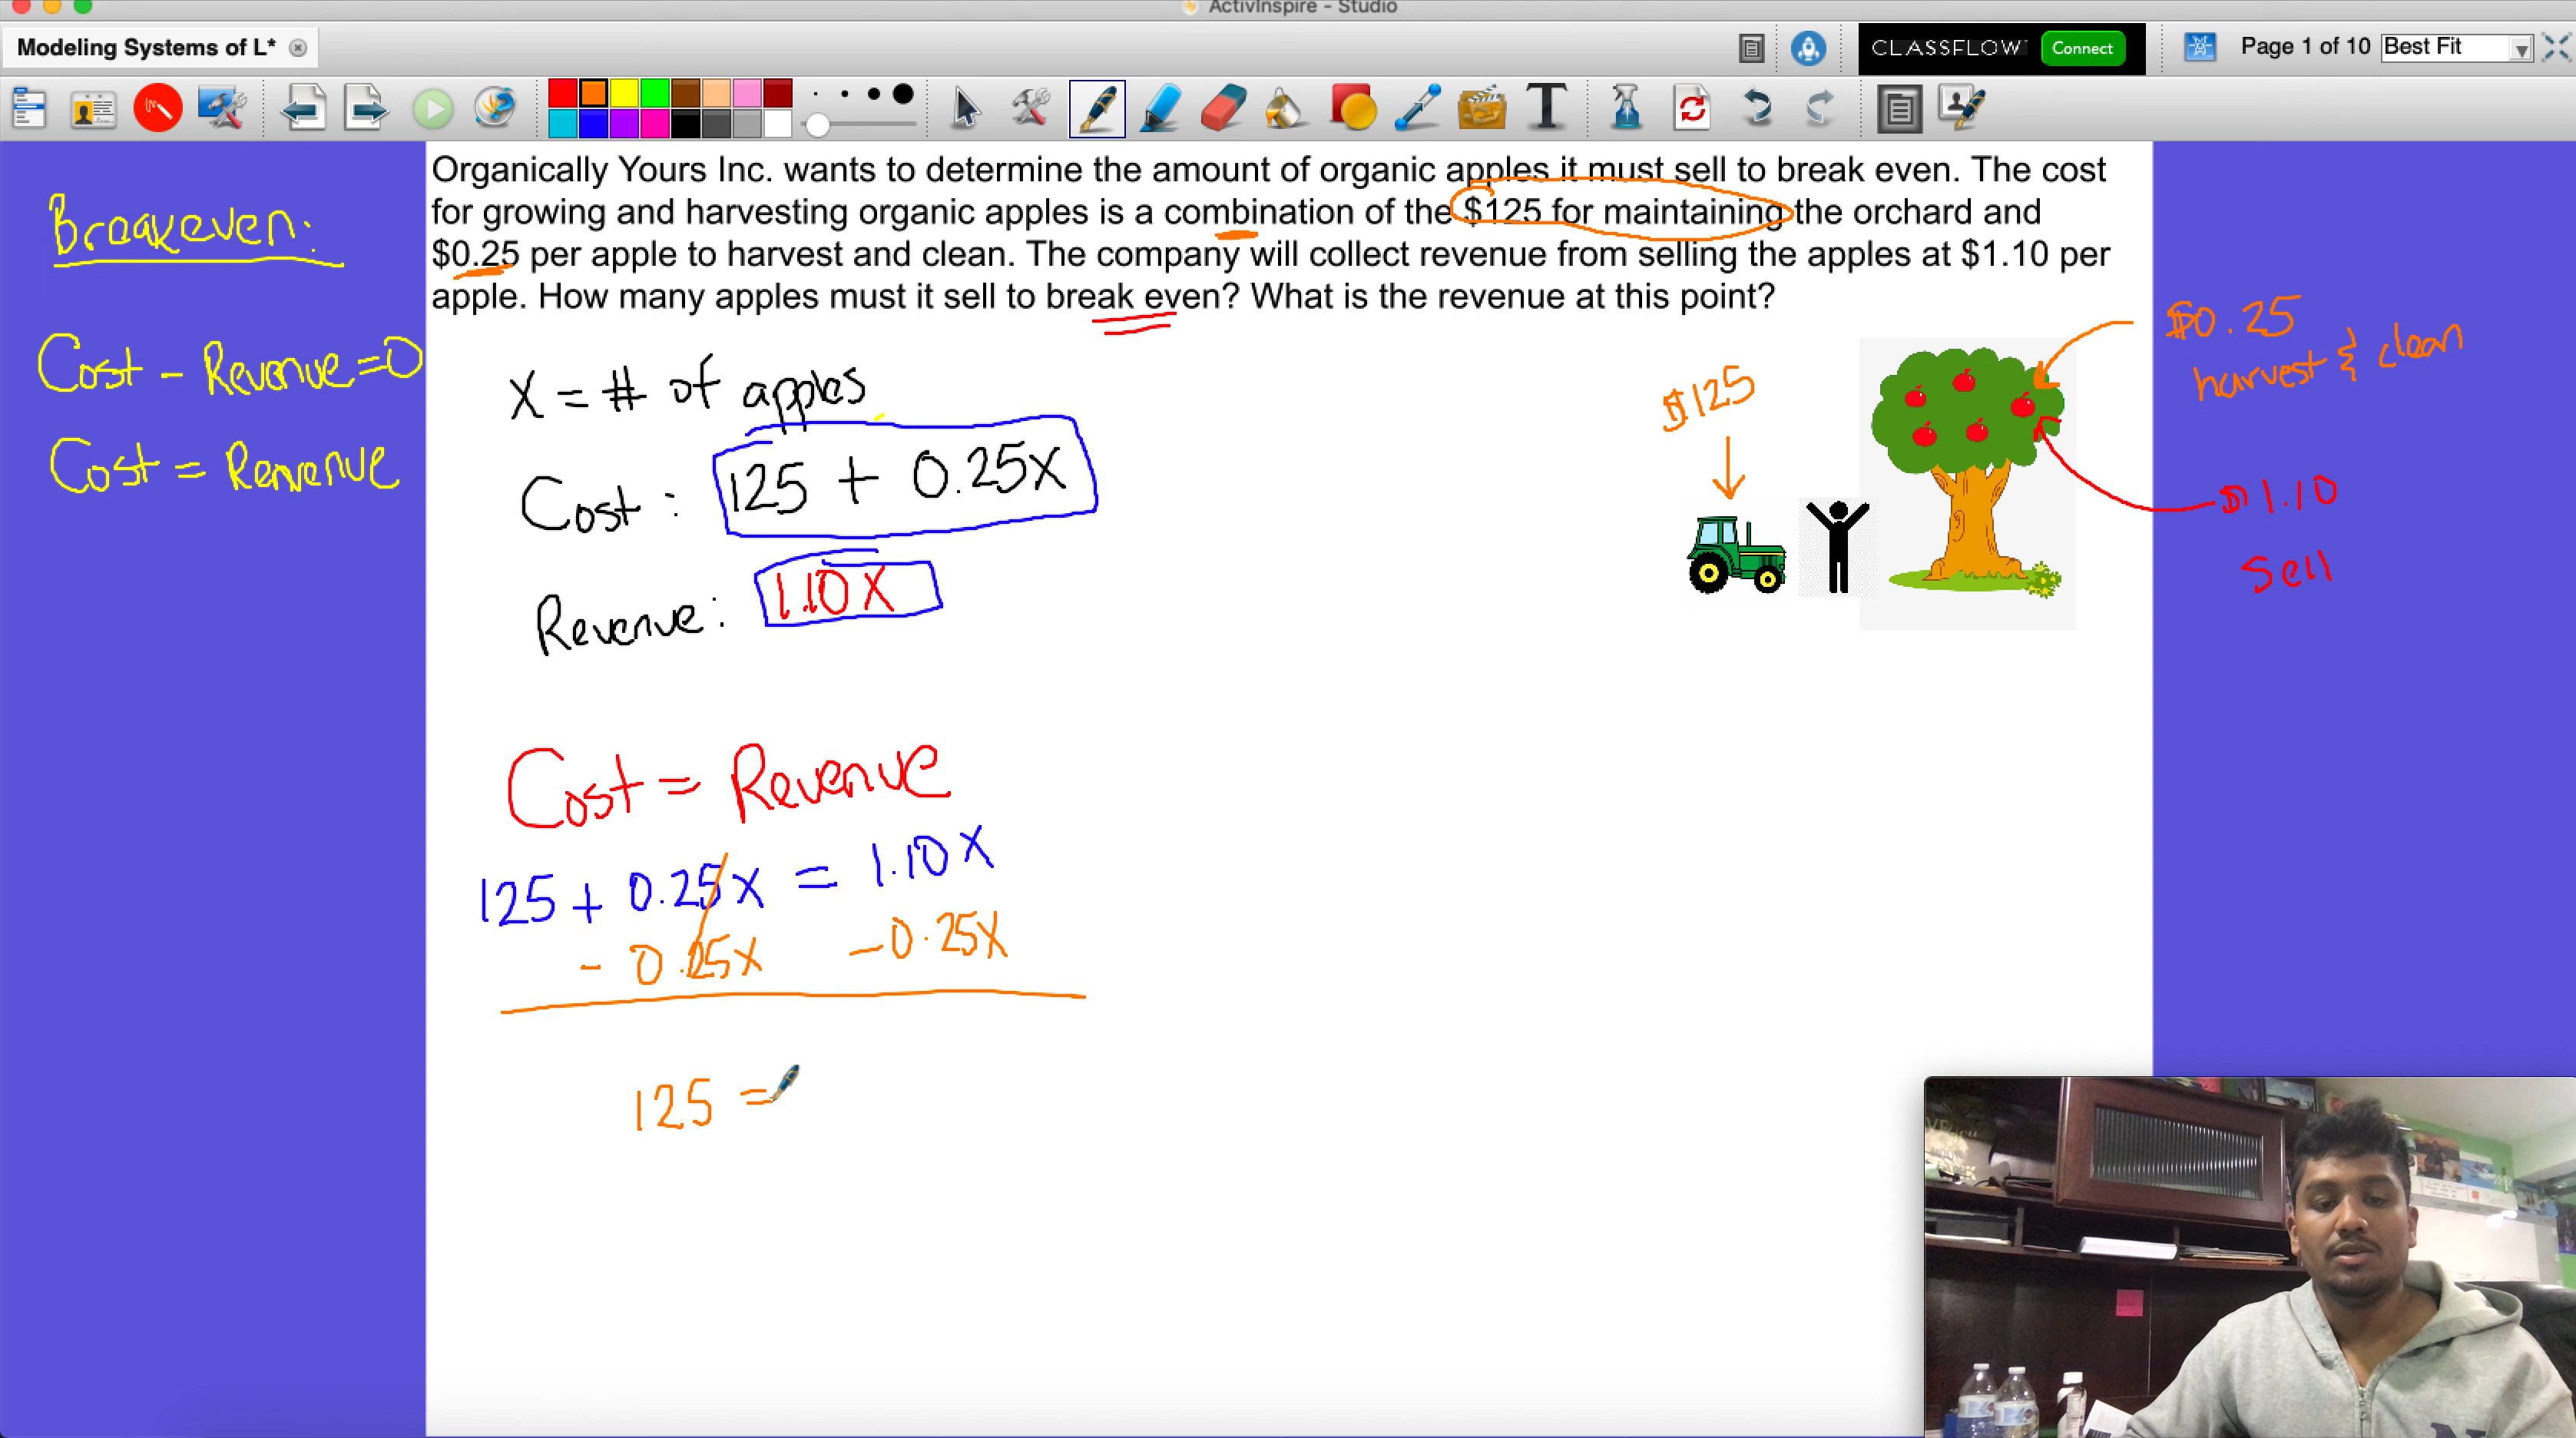 ActivInspire - Studio
Modeling Systems of L*
CLASSFLOW Connect
Page 1 of 10 Best Fit
T
Organically Yours Inc. wants to determine the amount of organic apples it must sell to break even. The cost
for growing and harvesting organic apples is a combination of the $125 for maintaining the orchard and
$0.25 per apple to harvest and clean. The company will collect revenue from selling the apples at $1.10 per
apple. How many apples must it sell to break even? What is the revenue at this point?
Breakeven:
Cost - Revenue = 0
Cost = Revenue
X = # of apples
Cost : 125 + 0.25x
Revenue: 1.10x
$125
$0.25
harvest & clean
$1.10
Sell
Cost = Revenue
125 + 0.25x = 1.10x
- 0.25x -0.25x
125 =